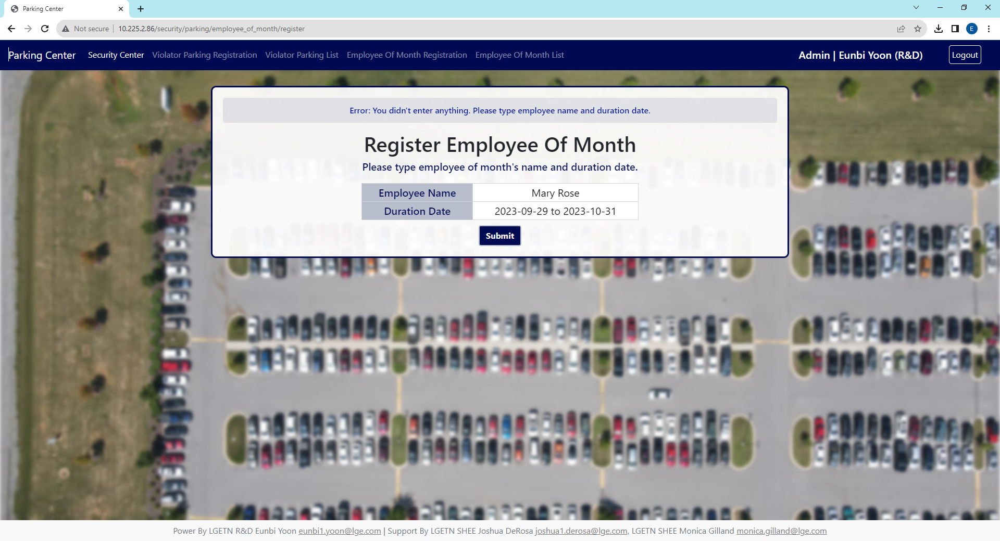 Parking Center
Not secure
10.225.2.86/security/parking/employee_of_month/register
E
Parking Center Security Center Violator Parking Registration Violator Parking List Employee Of Month Registration Employee Of Month List Admin | Eunbi Yoon (R&D) Logout
Error: You didn't enter anything. Please type employee name and duration date.
Register Employee Of Month
Please type employee of month's name and duration date.
Employee Name Mary Rose
Duration Date 2023-09-29 to 2023-10-31
Submit
Power By LGETN R&D Eunbi Yoon eunbi1.yoon@lge.com | Support By LGETN SHEE Joshua DeRosa joshua1.derosa@lge.com, LGETN SHEE Monica Gilland monica.gilland@lge.com